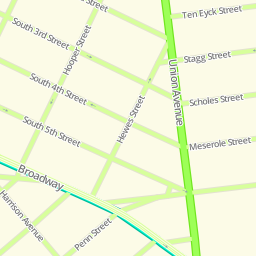 Street
Ten Eyck Street
South 3rd Street
Hooper Street
Stagg Street
Union Avenue
South 4th Street
Scholes Street
Hewes Street
South 5th Street
Meserole Street
Broadway
Harrison Avenue
Penn Street